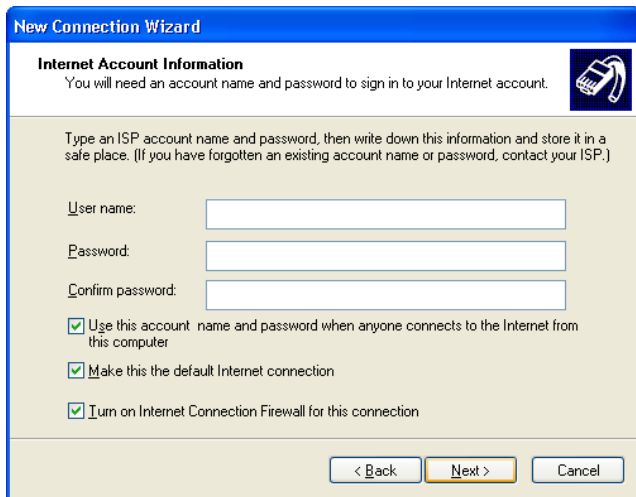 New Connection Wizard
Internet Account Information
You will need an account name and password to sign in to your Internet account.
Type an ISP account name and password, then write down this information and store it in a
safe place. (If you have forgotten an existing account name or password, contact your ISP.)
User name:
Password:
Confirm password:
Use this account name and password when anyone connects to the Internet from
this computer
Make this the default Internet connection
Turn on Internet Connection Firewall for this connection
< Back
Next >
Cancel